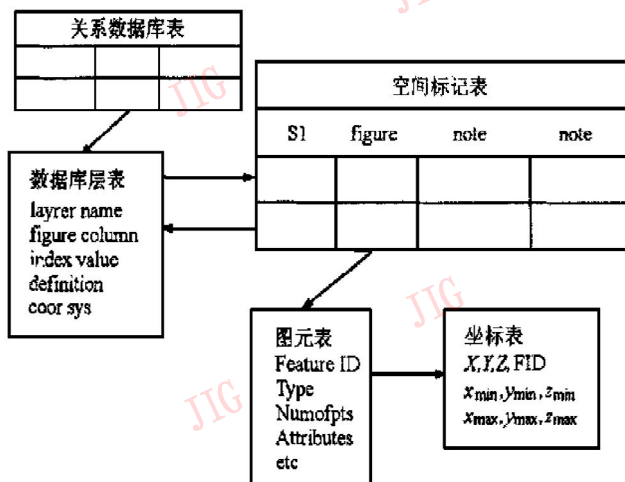 关系数据库表
空间标记表
S1 figure note note
数据库层表
layrer name
figure column
index value
definition
coor sys
图元表
Feature ID
Type
Numofpts
Attributes
etc
坐标表
X,Y,Z,FID
xmin,ymin,zmin
xmax,ymax,zmax
JIG
JIG
JIG